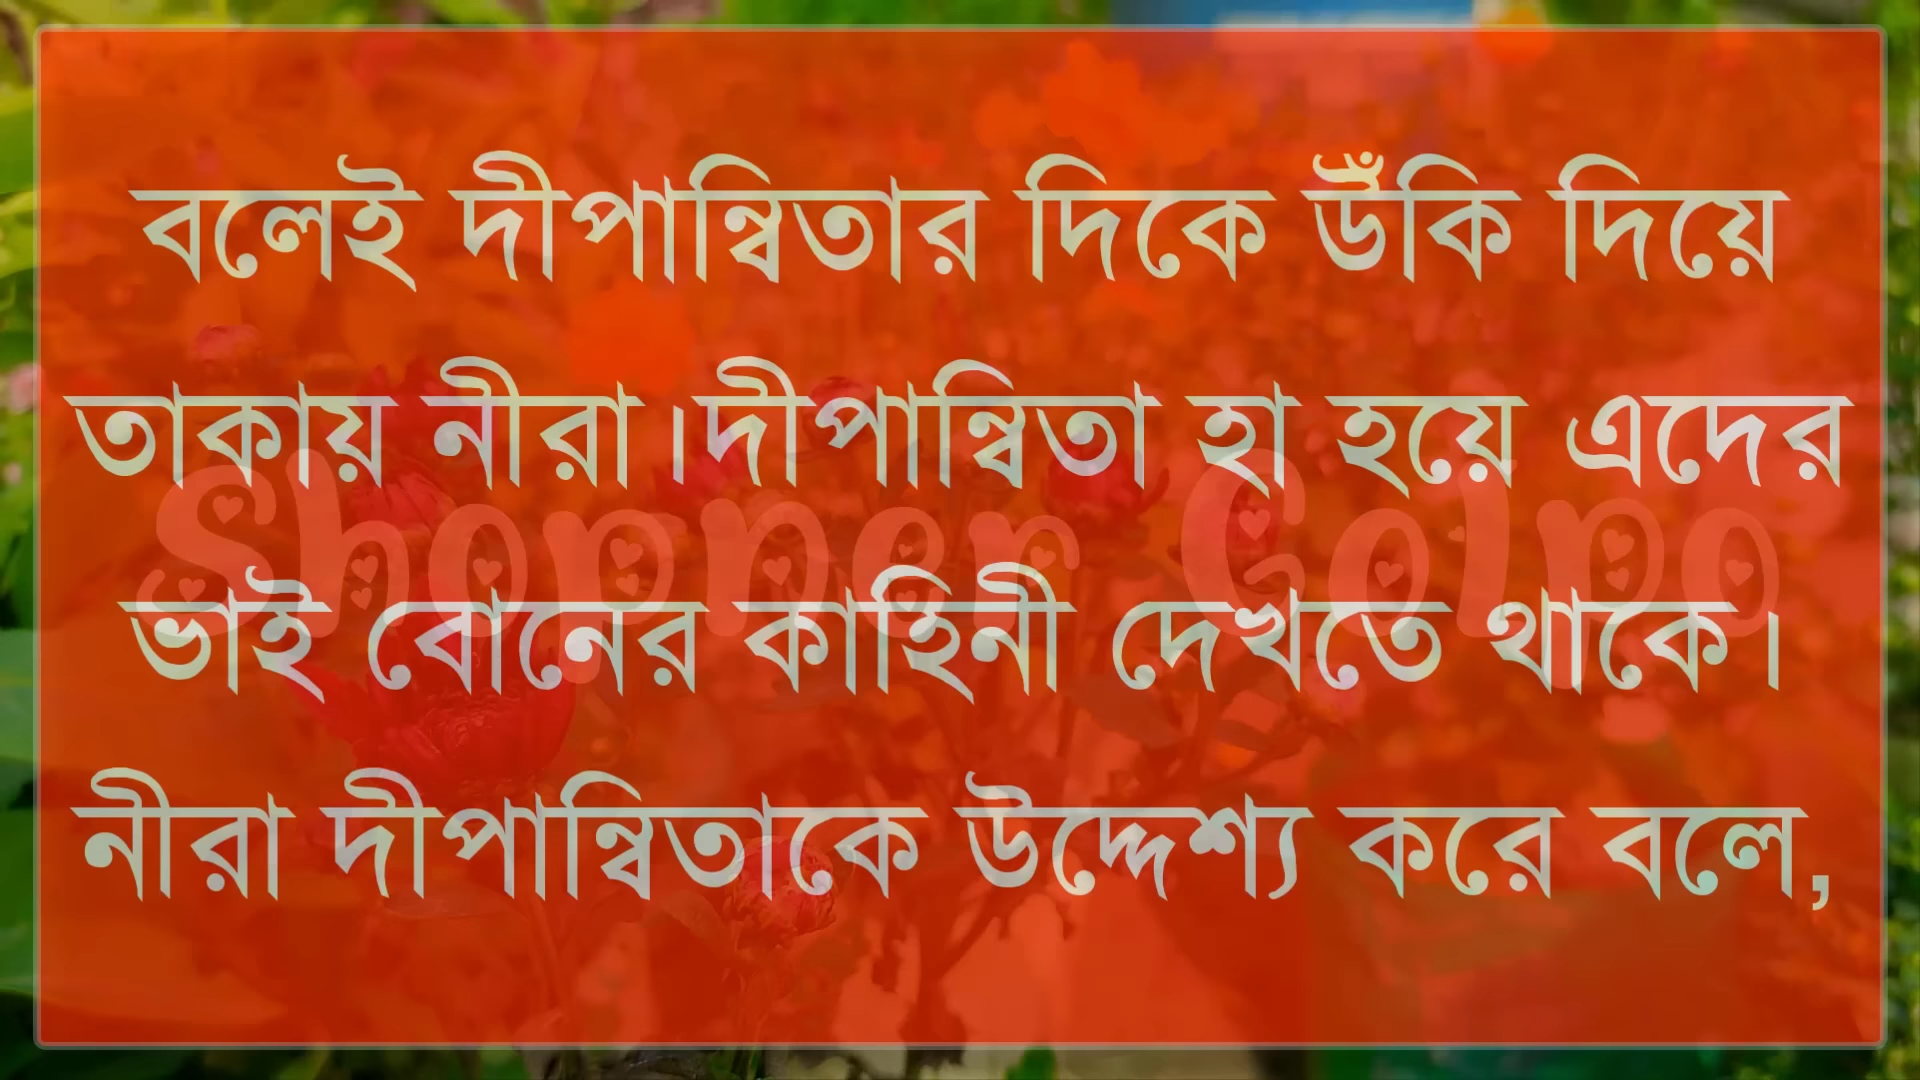 বলেই দীপান্বিতার দিকে উঁকি দিয়ে
তাকায় নীরা।দীপান্বিতা হা হয়ে এদের
Shopner Golpo
ভাই বোনের কাহিনী দেখতে থাকে।
নীরা দীপান্বিতাকে উদ্দেশ্য করে বলে,